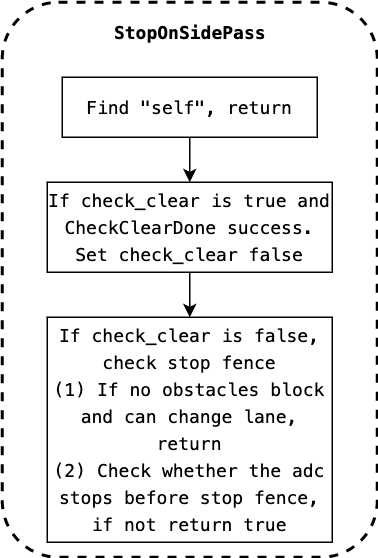 StopOnSidePass
Find "self", return
If check_clear is true and
CheckClearDone success.
Set check_clear false
If check_clear is false,
check stop fence
(1) If no obstacles block
and can change lane,
return
(2) Check whether the adc
stops before stop fence,
if not return true